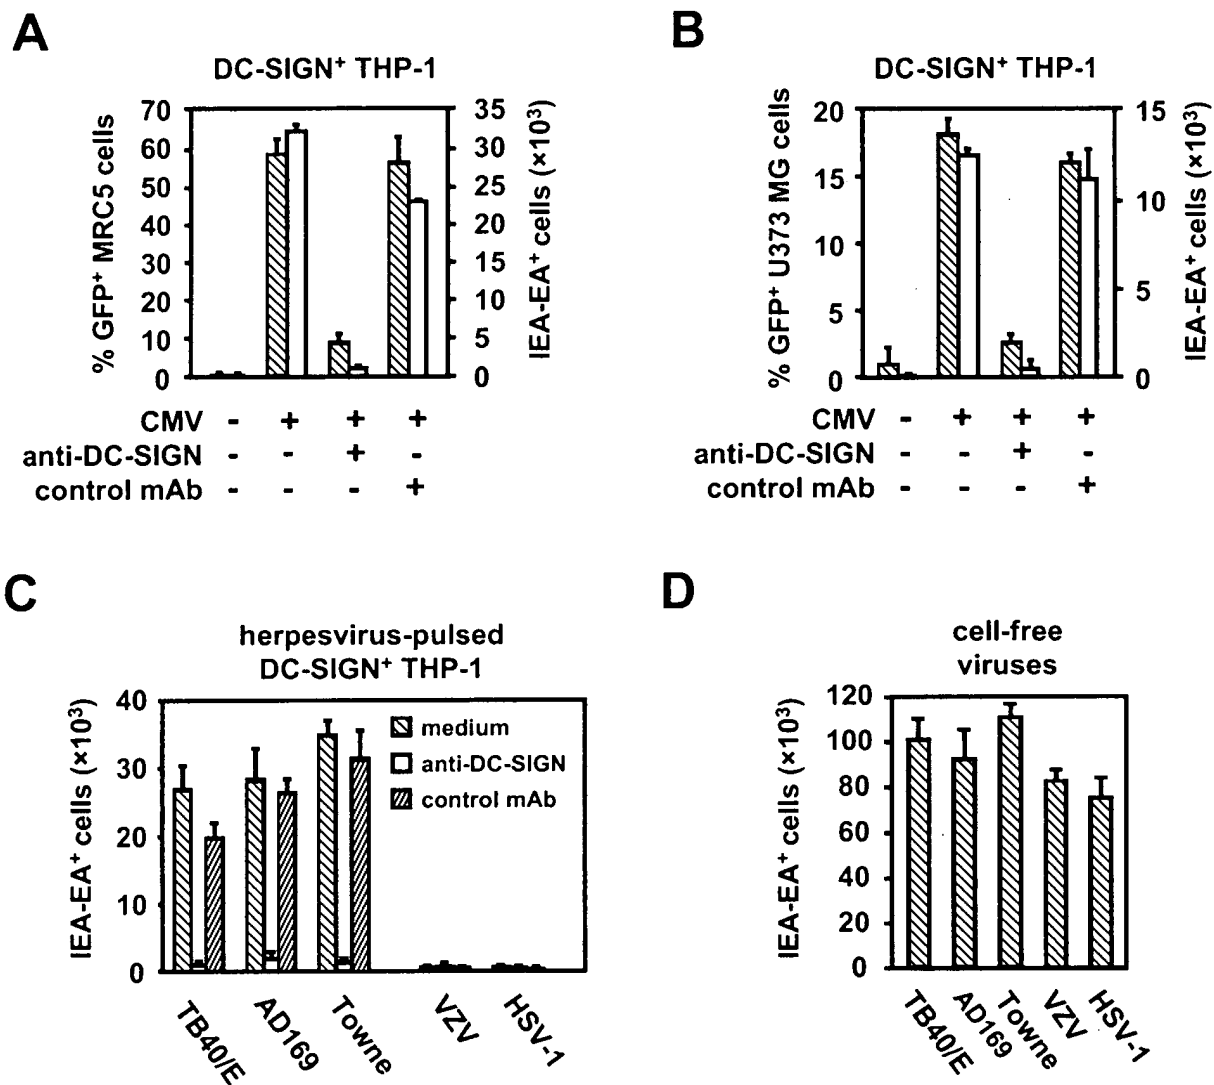 A
DC-SIGN⁺ THP-1
% GFP⁺ MRC5 cells
70
60
50
40
30
20
10
0
35
30
25
20
15
10
5
0
IEA-EA⁺ cells (×10³)
CMV - + + +
anti-DC-SIGN - - + -
control mAb - - - +
B
DC-SIGN⁺ THP-1
% GFP⁺ U373 MG cells
20
15
10
5
0
15
10
5
0
IEA-EA⁺ cells (×10³)
CMV - + + +
anti-DC-SIGN - - + -
control mAb - - - +
C
herpesvirus-pulsed
DC-SIGN⁺ THP-1
IEA-EA⁺ cells (×10³)
40
30
20
10
0
medium
anti-DC-SIGN
control mAb
TB40/E
AD169
Towne
VZV
HSV-1
D
cell-free
viruses
IEA-EA⁺ cells (×10³)
120
100
80
60
40
20
0
TB40/E
AD169
Towne
VZV
HSV-1